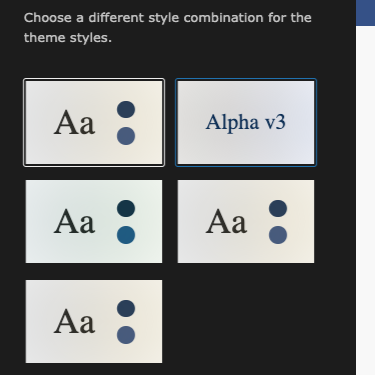 Choose a different style combination for the
theme styles.
Aa
Alpha v3
Aa
Aa
Aa